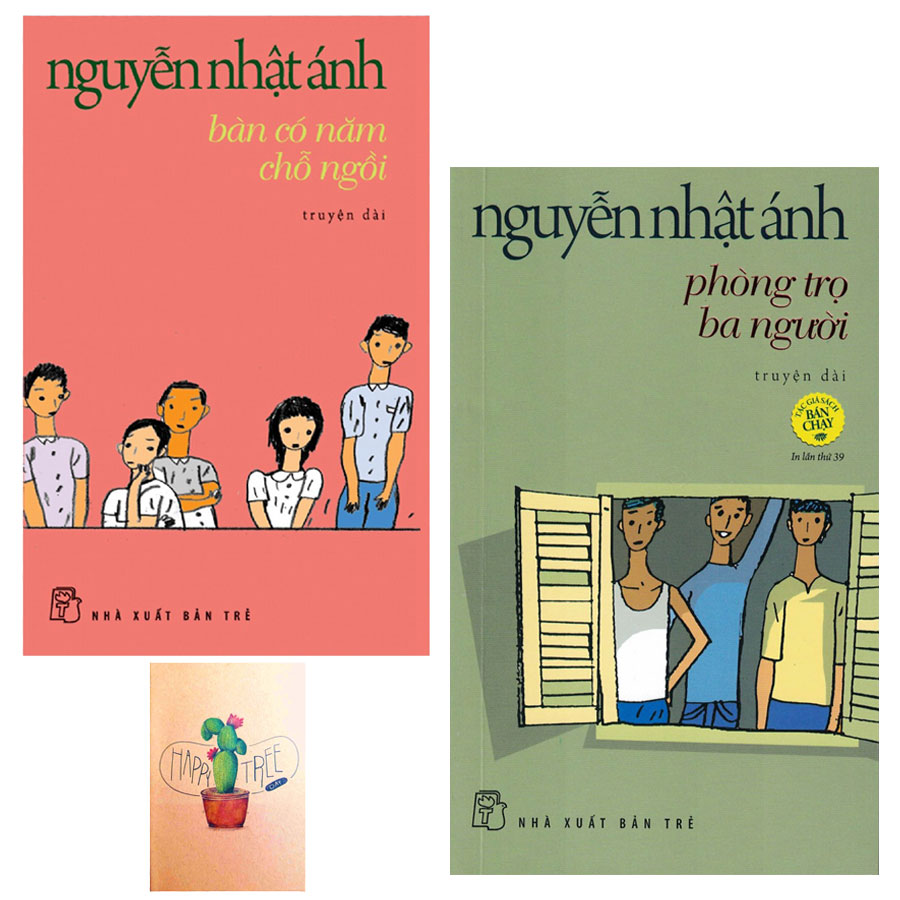 nguyễn nhật ánh
bàn có năm
chỗ ngồi
truyện dài
NHÀ XUẤT BẢN TRẺ
nguyễn nhật ánh
phòng trọ
ba người
truyện dài
TÁC GIẢ SÁCH
BÁN
CHẠY
In lần thứ 39
NHÀ XUẤT BẢN TRẺ
HAPPY TREE
DAY